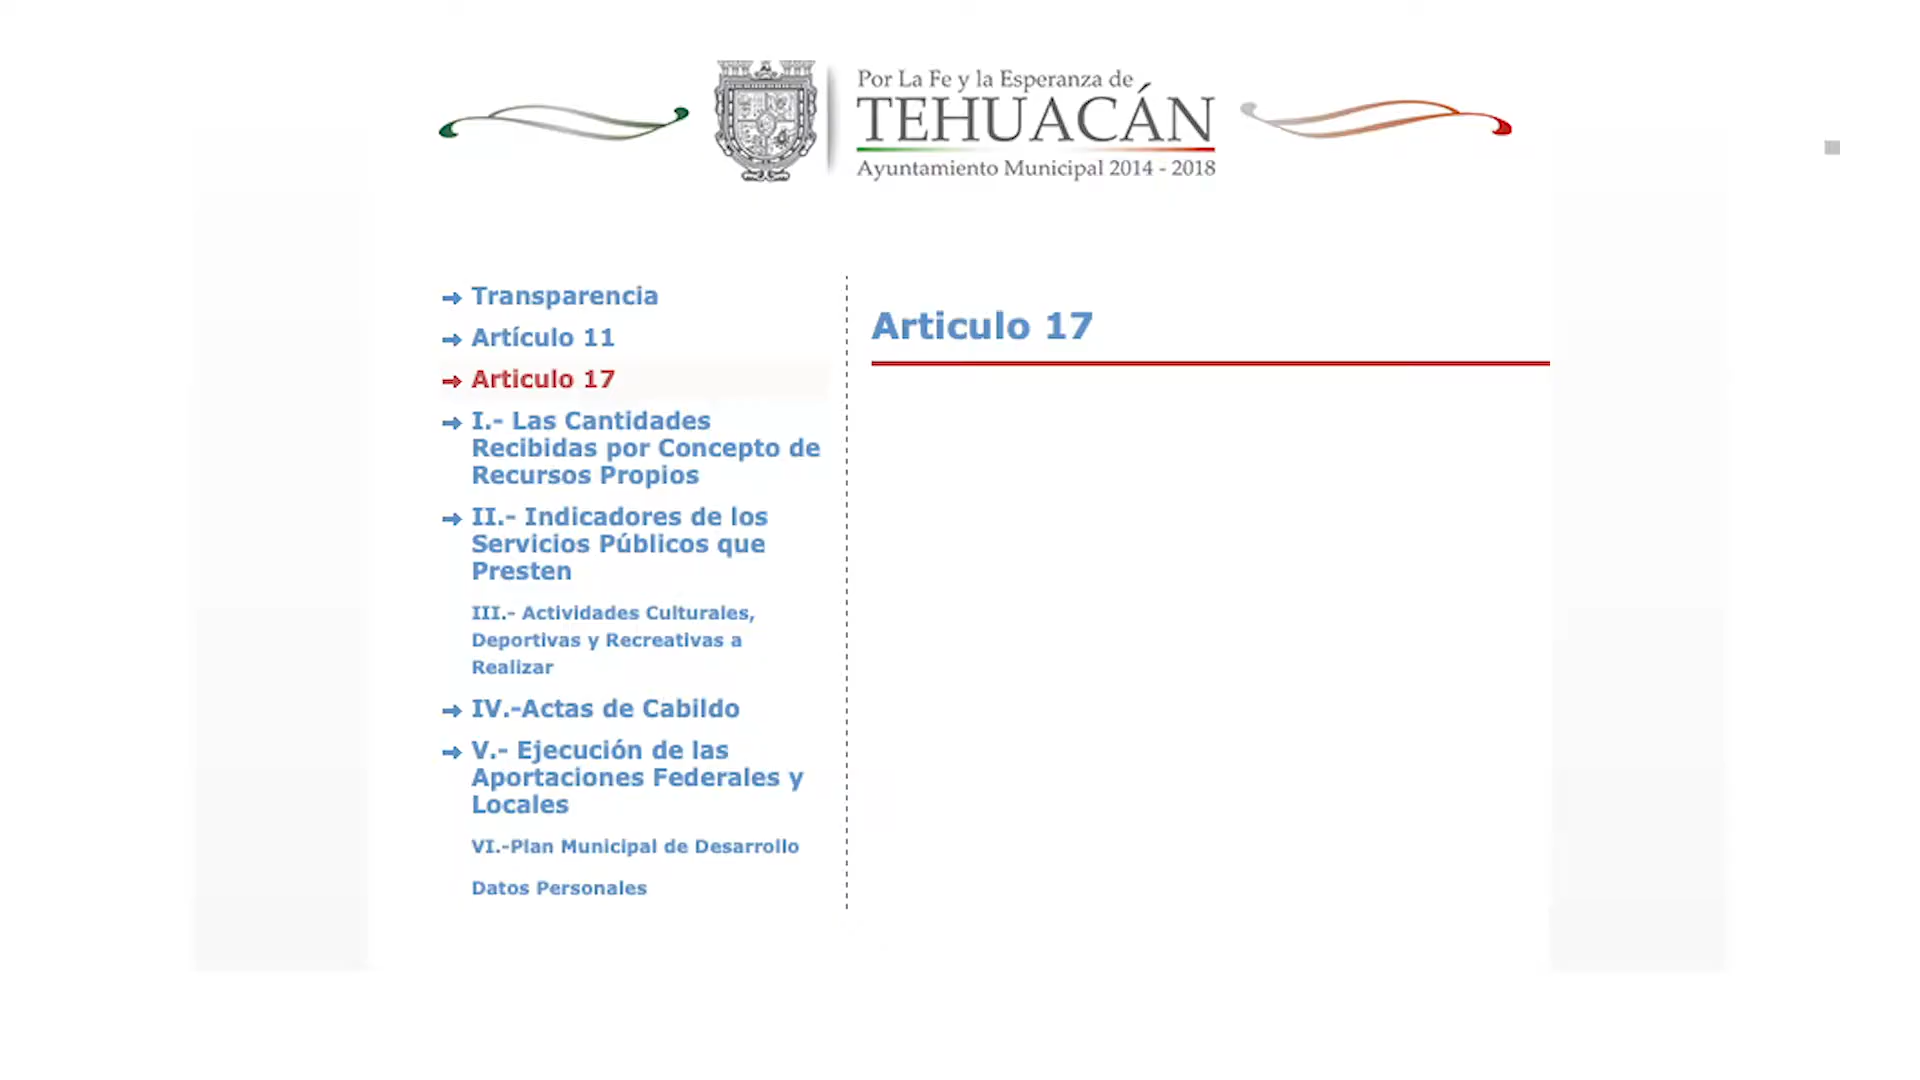 Por La Fe y la Esperanza de
TEHUACÁN
Ayuntamiento Municipal 2014 - 2018
Transparencia
Artículo 11
Articulo 17
I.- Las Cantidades
Recibidas por Concepto de
Recursos Propios
II.- Indicadores de los
Servicios Públicos que
Presten
III.- Actividades Culturales,
Deportivas y Recreativas a
Realizar
IV.-Actas de Cabildo
V.- Ejecución de las
Aportaciones Federales y
Locales
VI.-Plan Municipal de Desarrollo
Datos Personales
Articulo 17